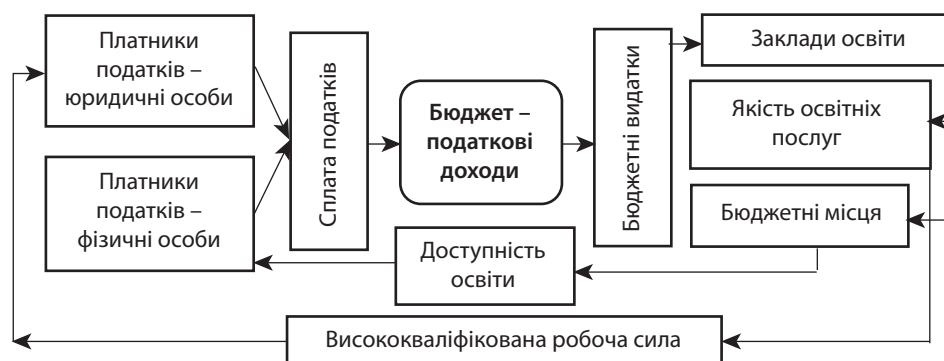 Платники
податків –
юридичні особи
Платники
податків –
фізичні особи
Сплата податків
Бюджет –
податкові
доходи
Бюджетні видатки
Заклади освіти
Якість освітніх
послуг
Бюджетні місця
Доступність
освіти
Висококваліфікована робоча сила